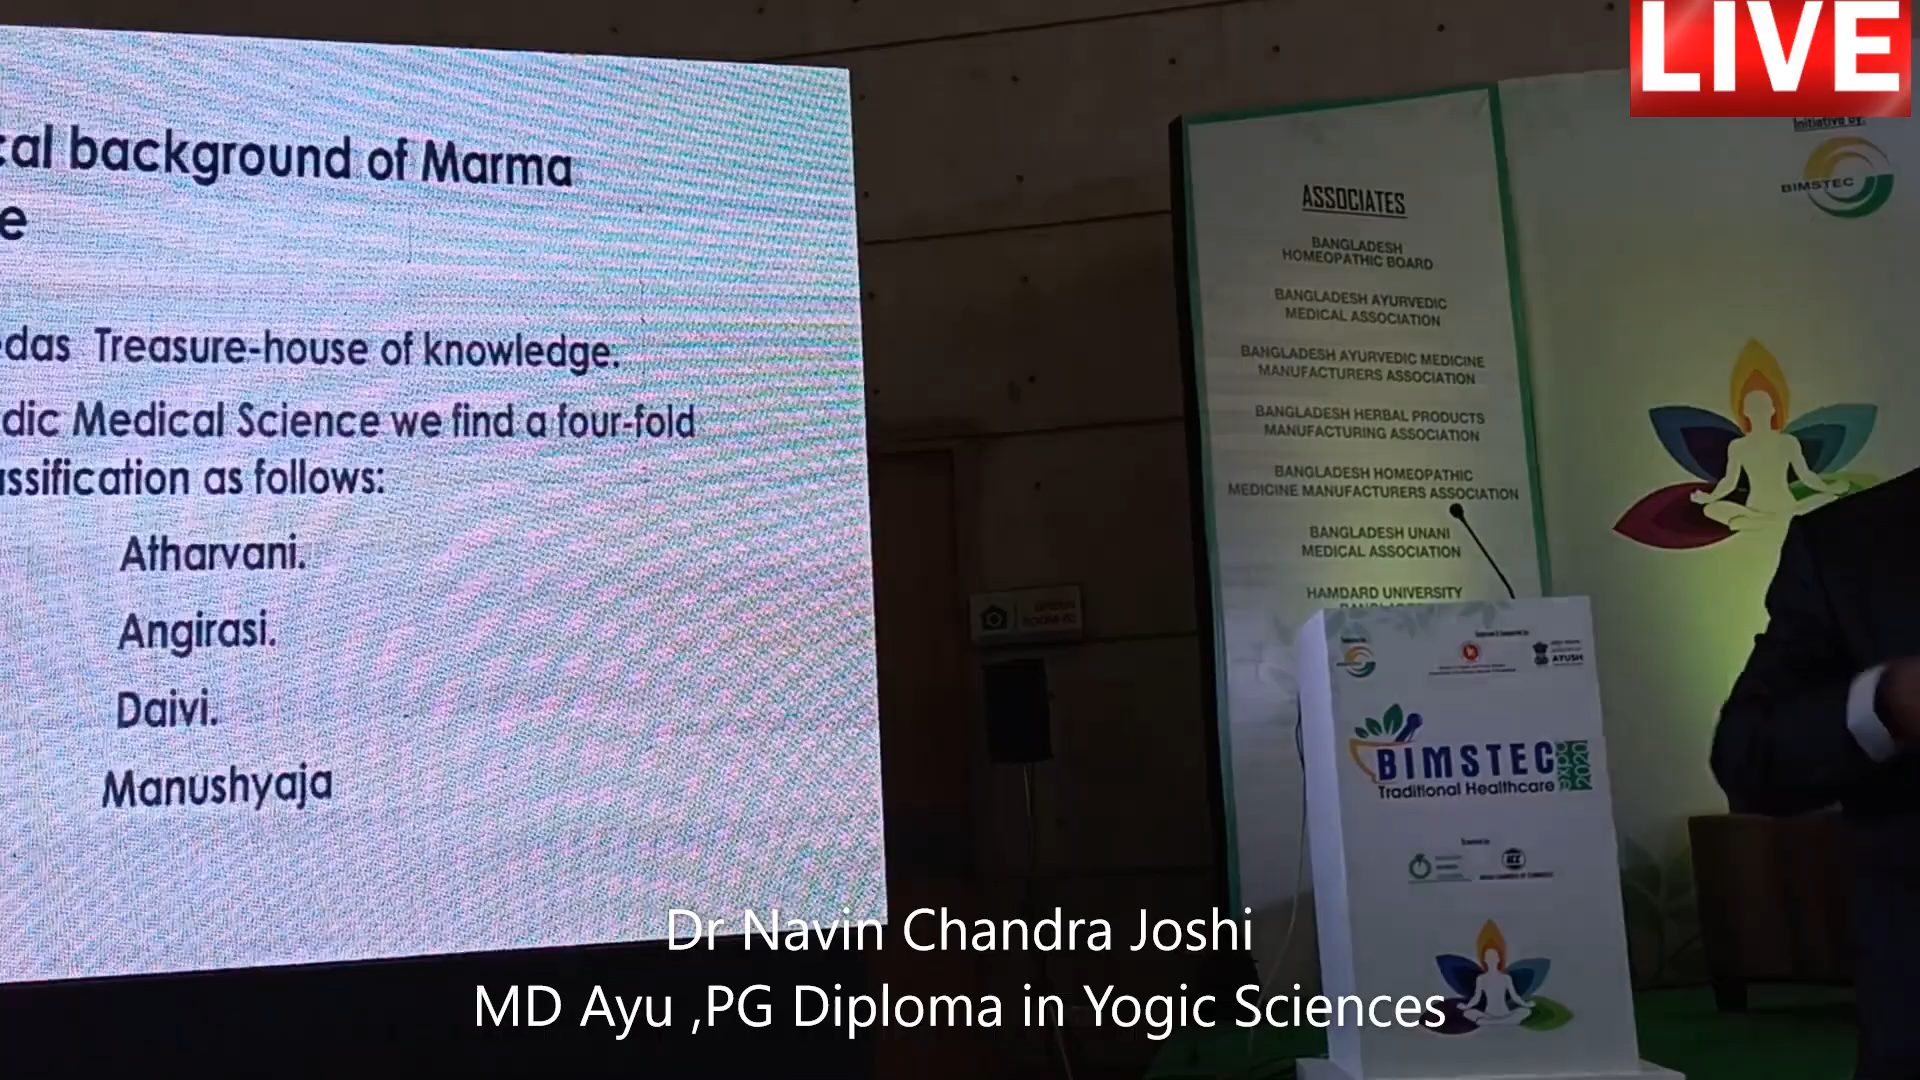 LIVE
cal background of Marma
e
das Treasure-house of knowledge.
dic Medical Science we find a four-fold
ssification as follows:
Atharvani.
Angirasi.
Daivi.
Manushyaja
ASSOCIATES
BANGLADESH
HOMEOPATHIC BOARD
BANGLADESH AYURVEDIC
MEDICAL ASSOCIATION
BANGLADESH AYURVEDIC MEDICINE
MANUFACTURERS ASSOCIATION
BANGLADESH HERBAL PRODUCTS
MANUFACTURING ASSOCIATION
BANGLADESH HOMEOPATHIC
MEDICINE MANUFACTURERS ASSOCIATION
BANGLADESH UNANI
MEDICAL ASSOCIATION
HAMDARD UNIVERSITY
Initiative by:
BIMSTEC
AYUSH
BIMSTEC
expo 2020
Traditional Healthcare
Dr Navin Chandra Joshi
MD Ayu ,PG Diploma in Yogic Sciences